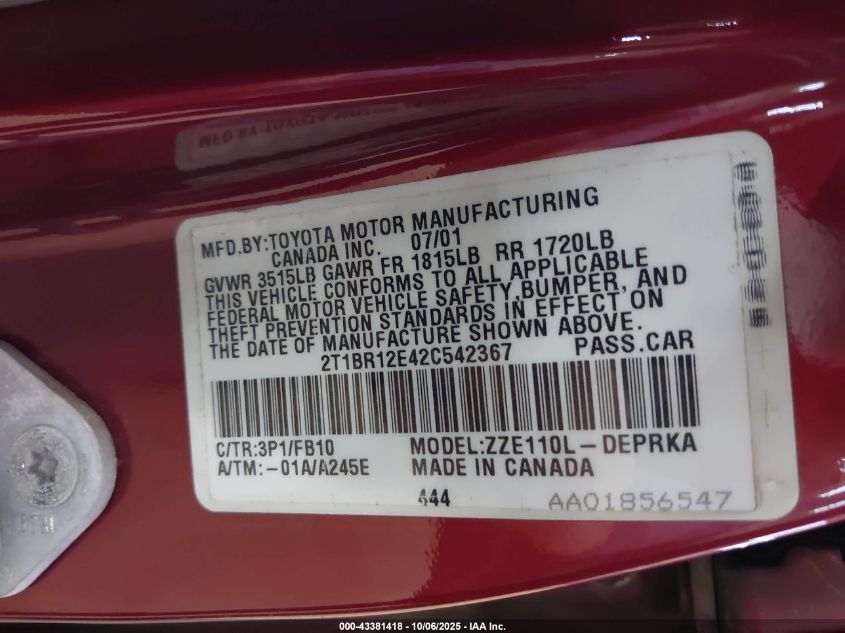 MFD.BY:TOYOTA MOTOR MANUFACTURING
CANADA INC. 07/01
GVWR 3515LB GAWR FR 1815LB RR 1720LB
THIS VEHICLE CONFORMS TO ALL APPLICABLE
FEDERAL MOTOR VEHICLE SAFETY,BUMPER, AND
THEFT PREVENTION STANDARDS IN EFFECT ON
THE DATE OF MANUFACTURE SHOWN ABOVE.
2T1BR12E42C542367 PASS.CAR
C/TR:3P1/FB10 MODEL:ZZE110L-DEPRKA
A/TM:-01A/A245E MADE IN CANADA
444 AA01856547
000-43381418 - 10/06/2025 - IAA Inc.